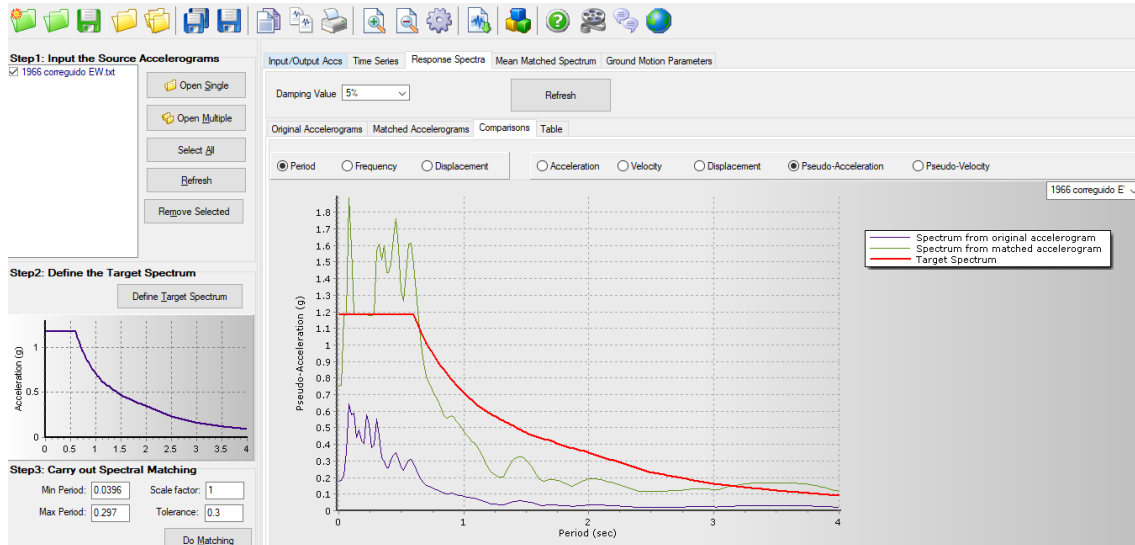 Step1: Input the Source Accelerograms
1966 correguido EW.txt
Open Single
Open Multiple
Select All
Refresh
Remove Selected
Step2: Define the Target Spectrum
Define Target Spectrum
Acceleration (g)
1
0.5
0
0 0.5 1 1.5 2 2.5 3 3.5 4
Step3: Carry out Spectral Matching
Min Period: 0.0396 Scale factor: 1
Max Period: 0.297 Tolerance: 0.3
Do Matching
Input/Output Accs Time Series Response Spectra Mean Matched Spectrum Ground Motion Parameters
Damping Value 5% Refresh
Original Accelerograms Matched Accelerograms Comparisons Table
Period Frequency Displacement Acceleration Velocity Displacement Pseudo-Acceleration Pseudo-Velocity
1966 correguido E
Spectrum from original accelerogram
Spectrum from matched accelerogram
Target Spectrum
Pseudo-Acceleration (g)
1.8
1.7
1.6
1.5
1.4
1.3
1.2
1.1
1
0.9
0.8
0.7
0.6
0.5
0.4
0.3
0.2
0.1
0
0 1 2 3 4
Period (sec)